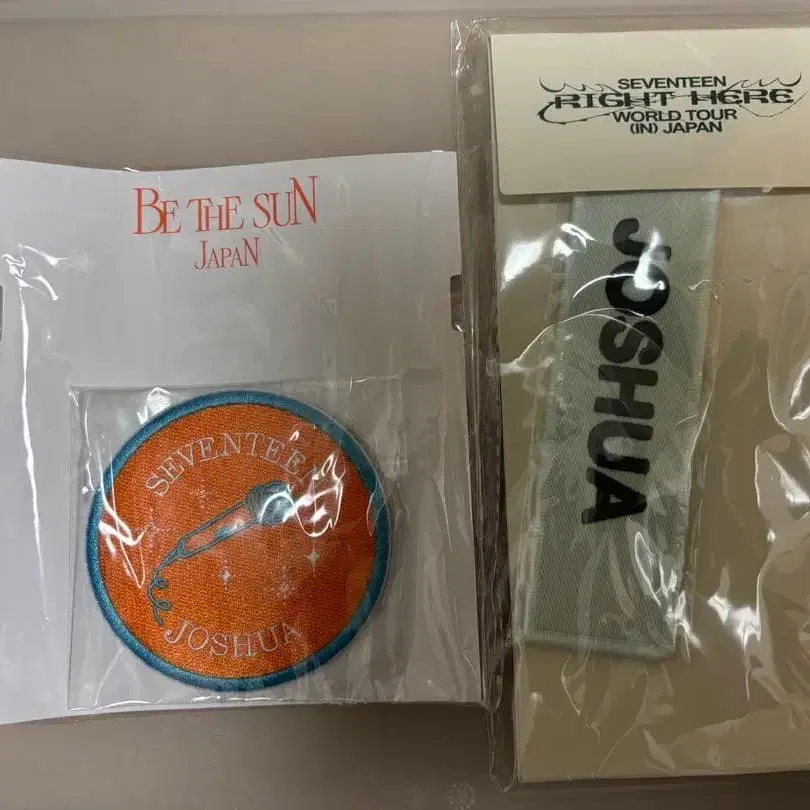 BE THE SUN
JAPAN
SEVENTEEN
JOSHUA
SEVENTEEN
RIGHT HERE
WORLD TOUR
(IN) JAPAN
JOSHUA